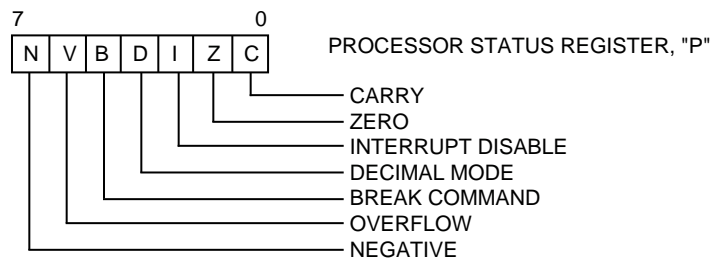 7 0
N V B D I Z C
PROCESSOR STATUS REGISTER, "P"
CARRY
ZERO
INTERRUPT DISABLE
DECIMAL MODE
BREAK COMMAND
OVERFLOW
NEGATIVE